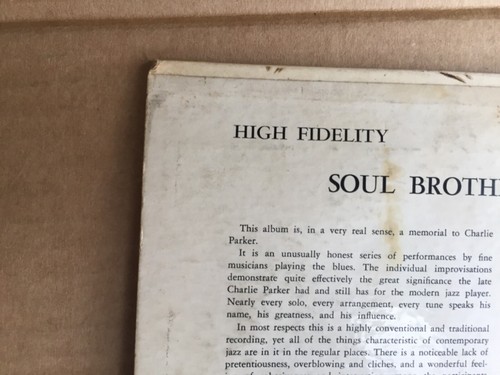 HIGH FIDELITY
SOUL BROTH
This album is, in a very real sense, a memorial to Charlie
Parker.
It is an unusually honest series of performances by fine
musicians playing the blues. The individual improvisations
demonstrate quite effectively the great significance the late
Charlie Parker had and still has for the modern jazz player.
Nearly every solo, every arrangement, every tune speaks his
name, his greatness, and his influence.
In most respects this is a highly conventional and traditional
recording, yet all of the things characteristic of contemporary
jazz are in it in the regular places. There is a noticeable lack of
pretentiousness, overblowing and cliches, and a wonderful feel-